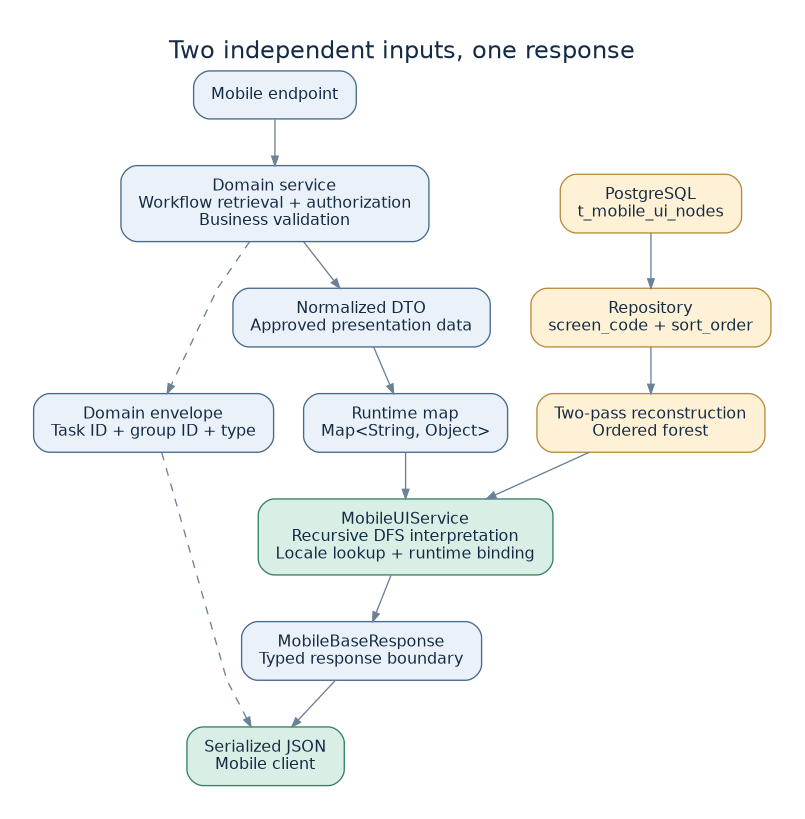 Two independent inputs, one response
Mobile endpoint
Domain service
Workflow retrieval + authorization
Business validation
PostgreSQL
t_mobile_ui_nodes
Normalized DTO
Approved presentation data
Repository
screen_code + sort_order
Domain envelope
Task ID + group ID + type
Runtime map
Map<String, Object>
Two-pass reconstruction
Ordered forest
MobileUIService
Recursive DFS interpretation
Locale lookup + runtime binding
MobileBaseResponse
Typed response boundary
Serialized JSON
Mobile client